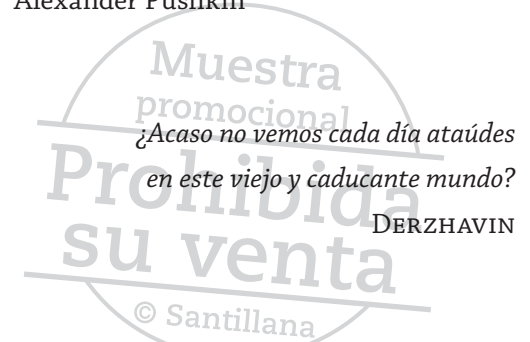 Alexander Pushkin
Muestra
promocional
¿Acaso no vemos cada día ataúdes
en este viejo y caducante mundo?
Derzhavin
Prohibida
su venta
© Santillana